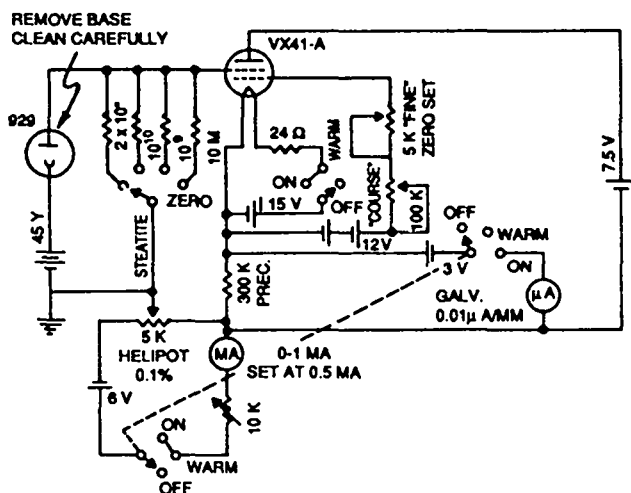 REMOVE BASE
CLEAN CAREFULLY
VX41-A
929
2 x 10°
10¹⁰
10⁹
10 M
ZERO
STEATITE
45 Y
24 Ω
WARM
ON
OFF
15 V
12V
"COURSE"
100 K
5 K "FINE"
ZERO SET
7.5 V
OFF
WARM
ON
3 V
GALV.
0.01μ A/MM
μA
300 K
PREC.
5 K
HELIPOT
0.1%
MA
0-1 MA
SET AT 0.5 MA
6 V
10 K
ON
WARM
OFF